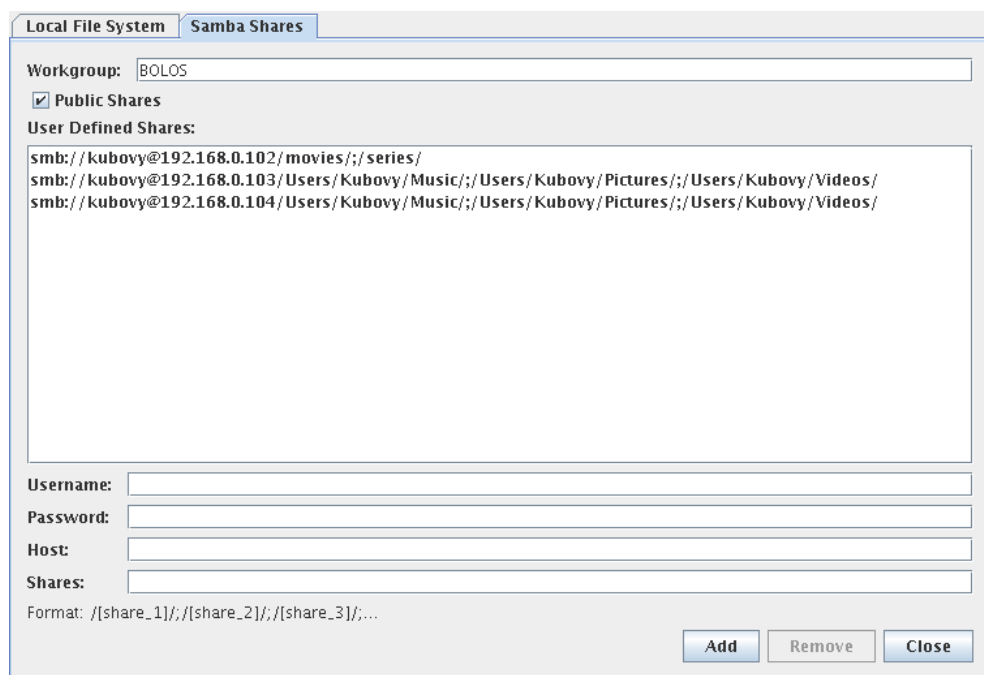 Local File System Samba Shares
Workgroup: BOLOS
Public Shares
User Defined Shares:
smb://kubovy@192.168.0.102/movies/;/series/
smb://kubovy@192.168.0.103/Users/Kubovy/Music/;/Users/Kubovy/Pictures/;/Users/Kubovy/Videos/
smb://kubovy@192.168.0.104/Users/Kubovy/Music/;/Users/Kubovy/Pictures/;/Users/Kubovy/Videos/
Username:
Password:
Host:
Shares:
Format: /[share_1]/;/[share_2]/;/[share_3]/;...
Add Remove Close